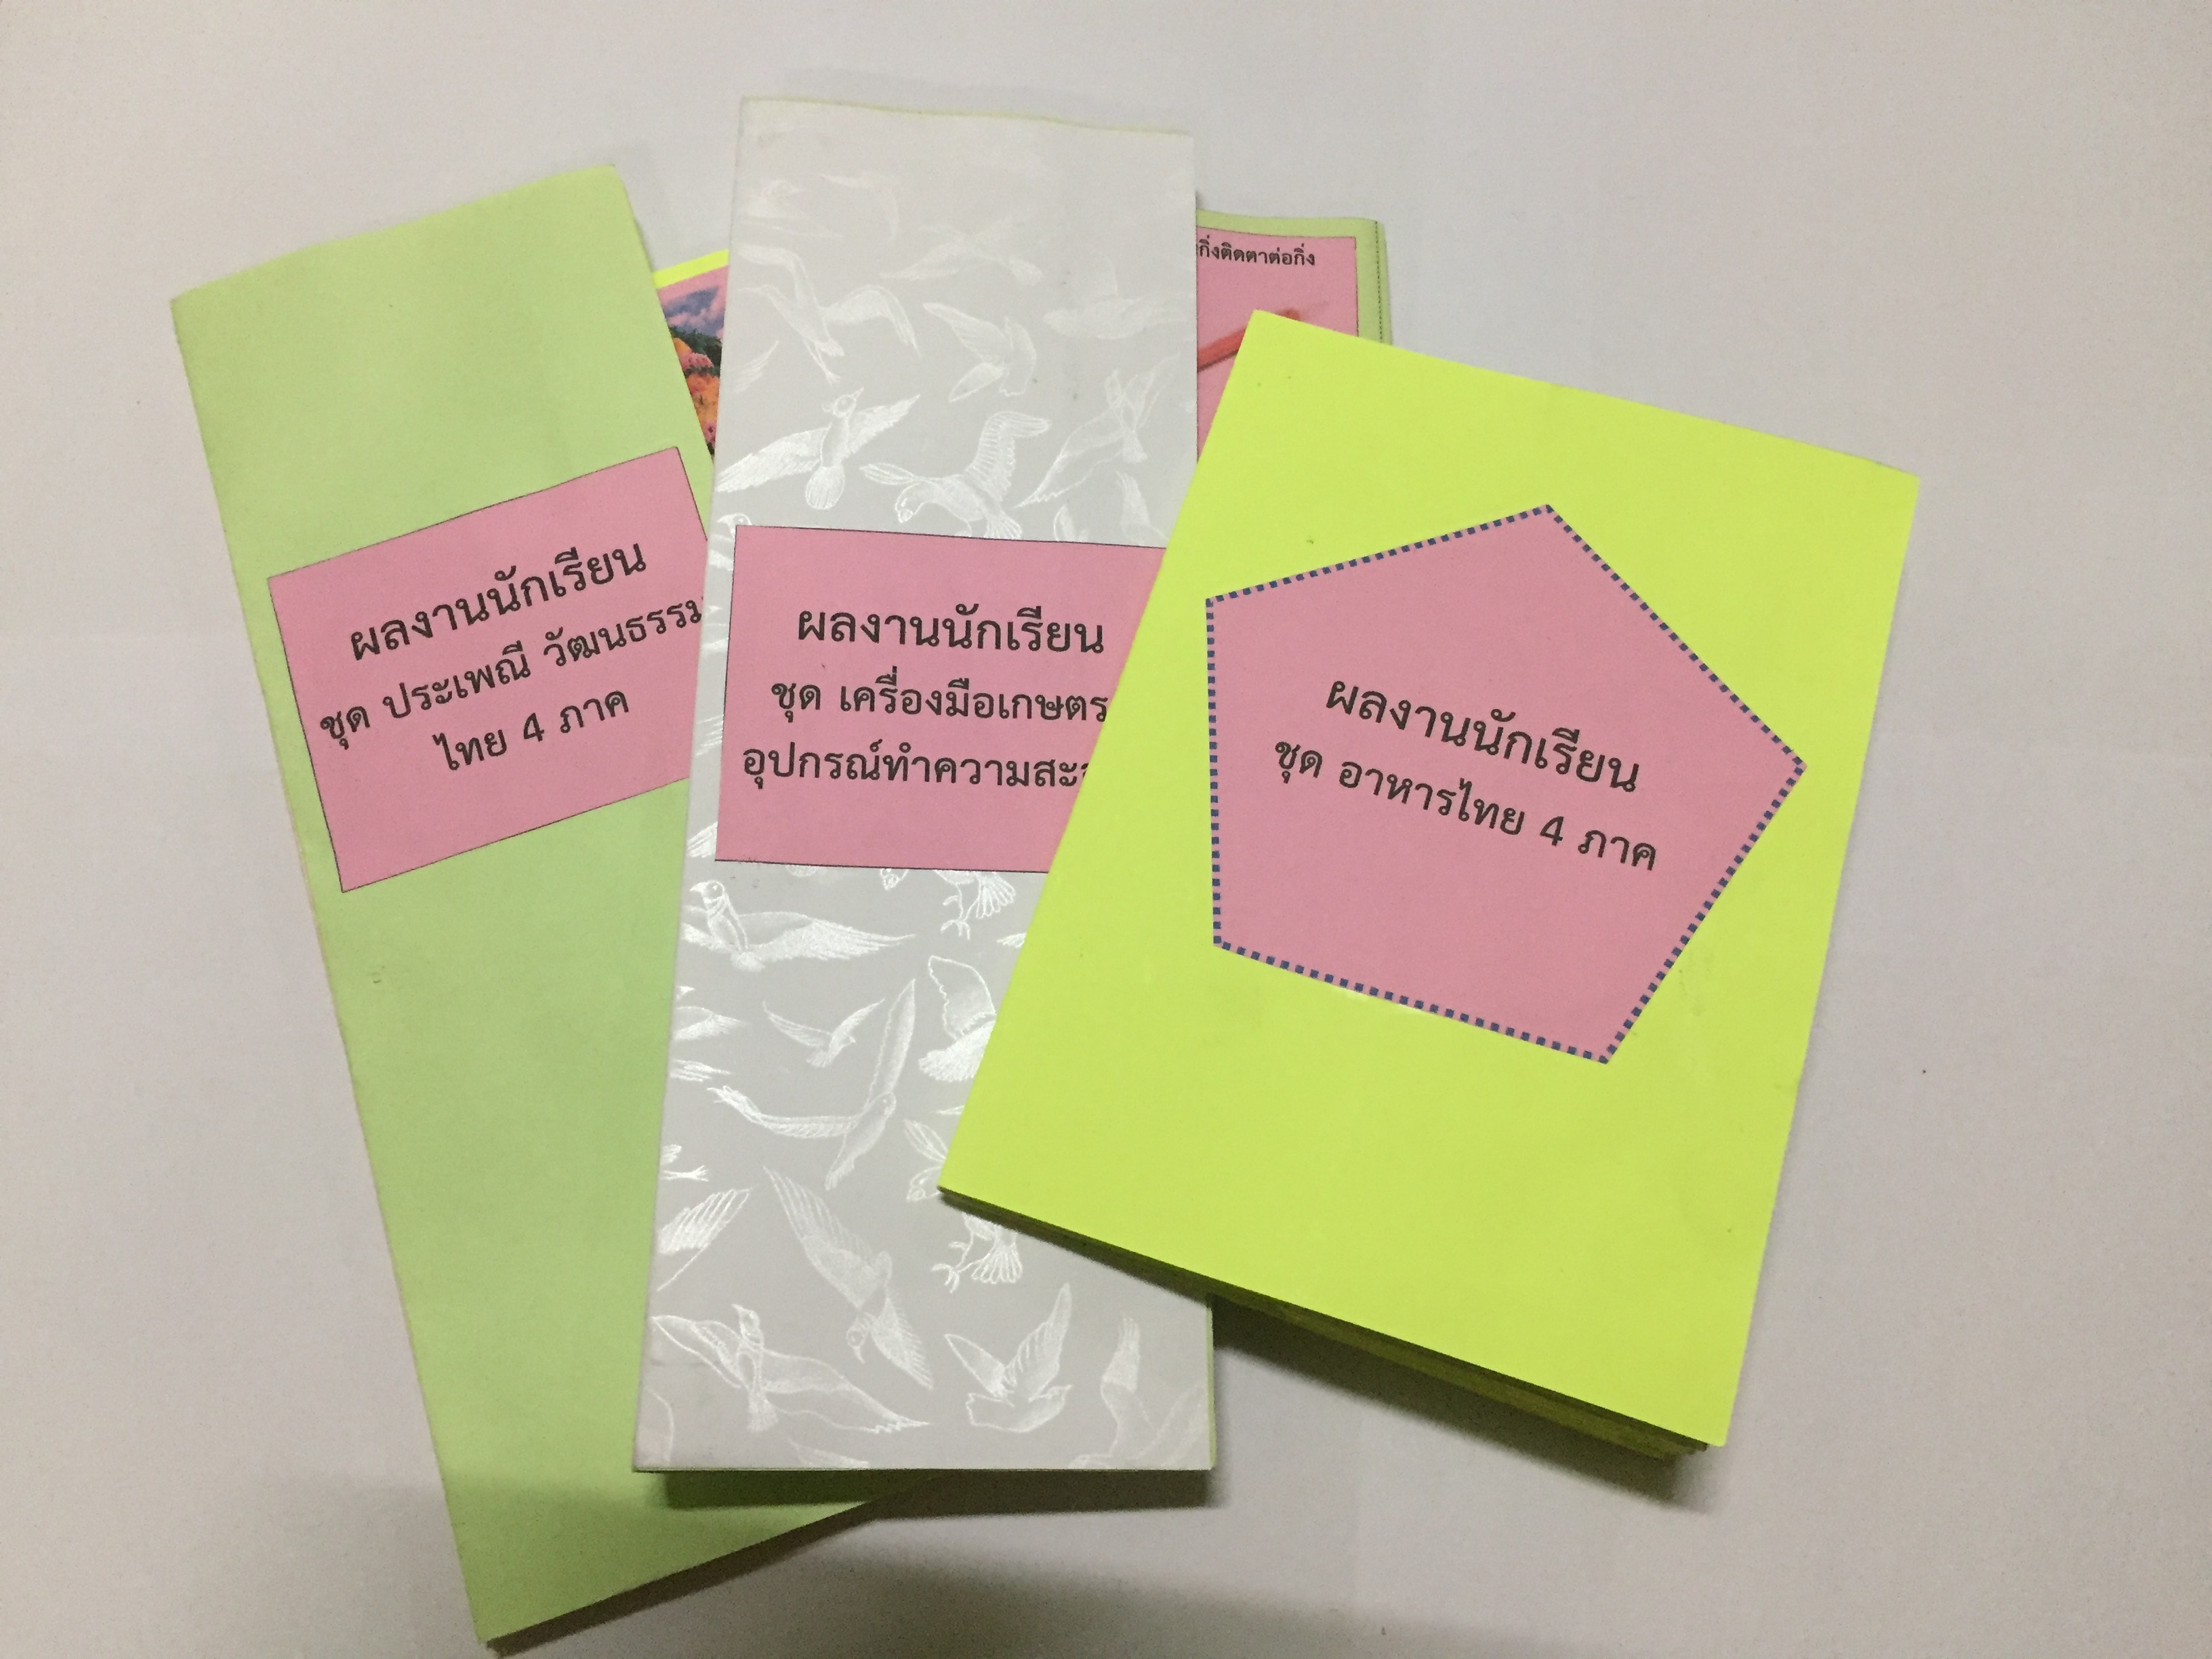 ผลงานนักเรียน
ชุด ประเพณี วัฒนธรรม
ไทย 4 ภาค
ผลงานนักเรียน
ชุด เครื่องมือเกษตร
อุปกรณ์ทำความสะ
กิ่งติดตาต่อกิ่ง
ผลงานนักเรียน
ชุด อาหารไทย 4 ภาค